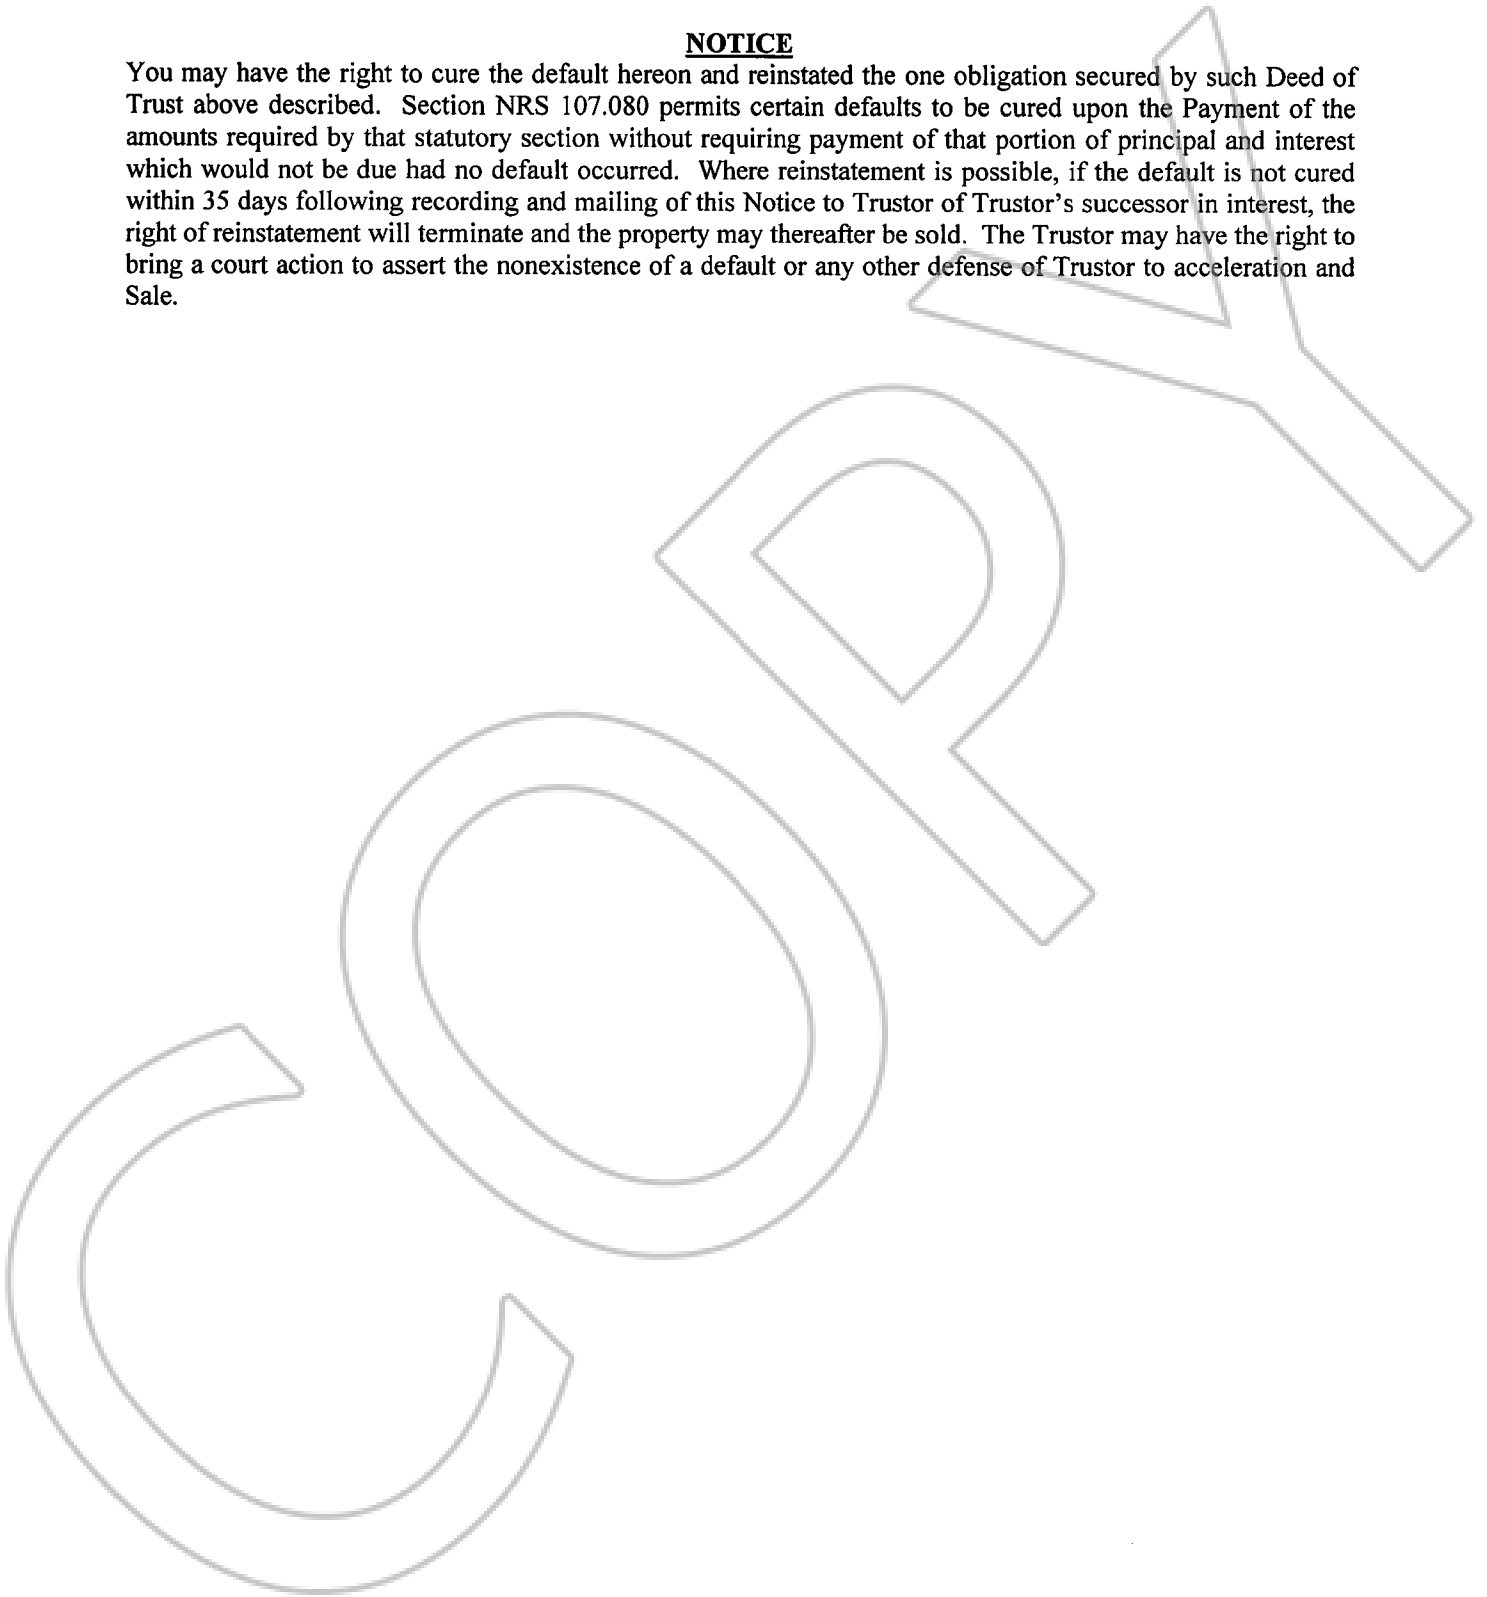 NOTICE
You may have the right to cure the default hereon and reinstated the one obligation secured by such Deed of
Trust above described. Section NRS 107.080 permits certain defaults to be cured upon the Payment of the
amounts required by that statutory section without requiring payment of that portion of principal and interest
which would not be due had no default occurred. Where reinstatement is possible, if the default is not cured
within 35 days following recording and mailing of this Notice to Trustor of Trustor's successor in interest, the
right of reinstatement will terminate and the property may thereafter be sold. The Trustor may have the right to
bring a court action to assert the nonexistence of a default or any other defense of Trustor to acceleration and
Sale.
COPY